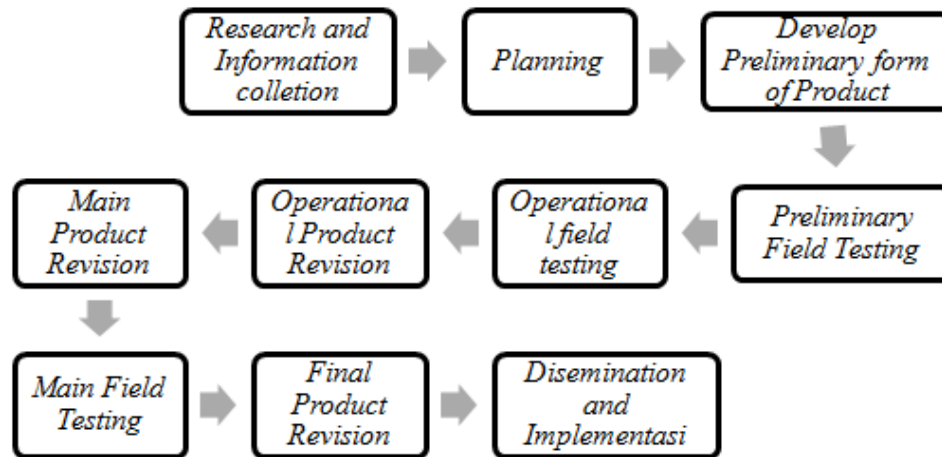 Research and
Information
colletion
Planning
Develop
Preliminary form
of Product
Preliminary
Field Testing
Operationa
l field
testing
Operationa
l Product
Revision
Main
Product
Revision
Main Field
Testing
Final
Product
Revision
Disemination
and
Implementasi